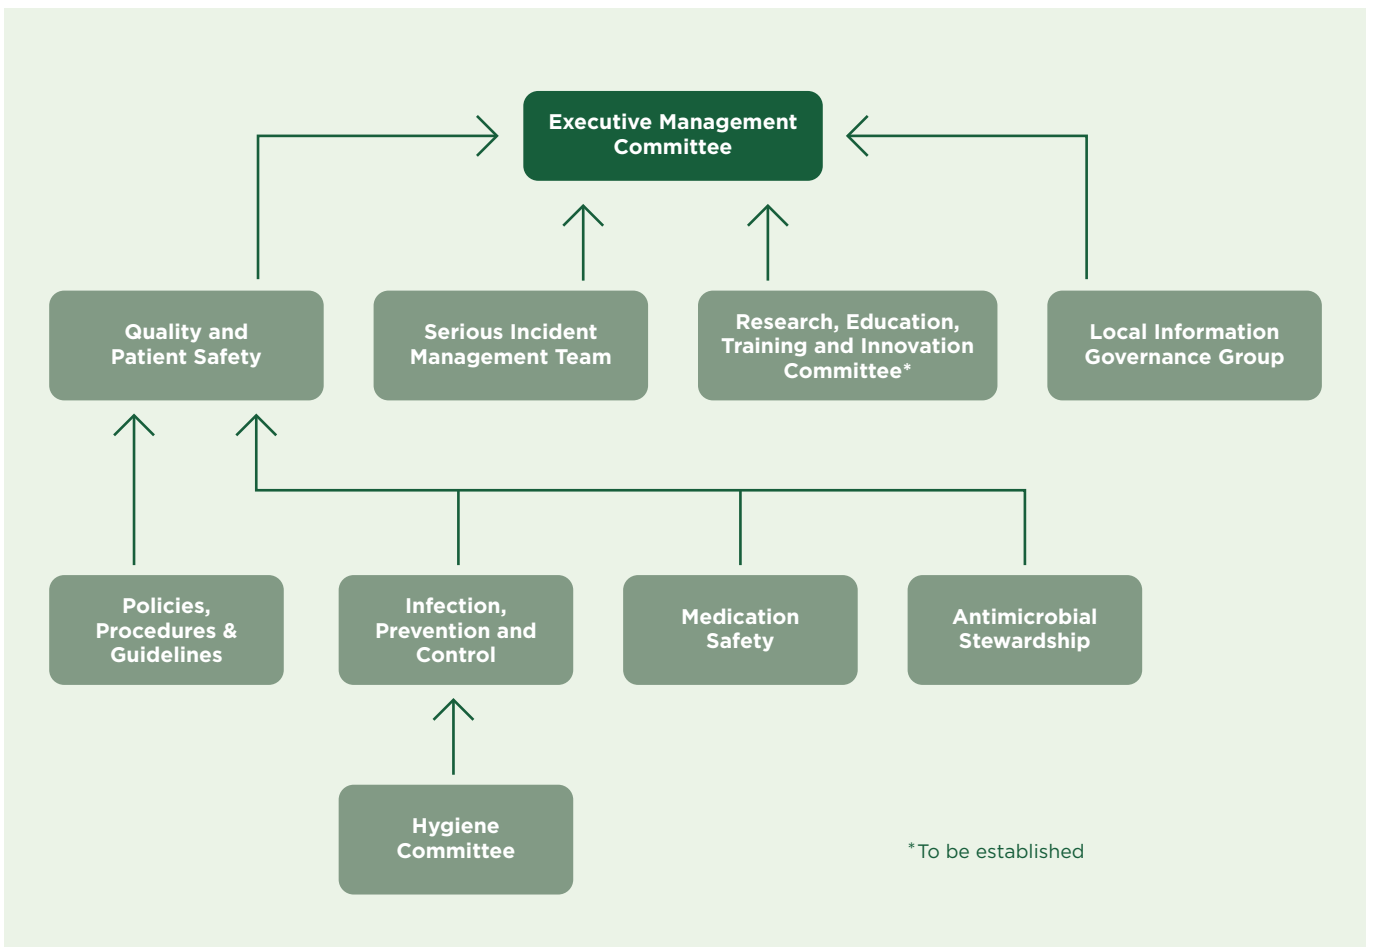 Executive Management
Committee
Quality and
Patient Safety
Serious Incident
Management Team
Research, Education,
Training and Innovation
Committee*
Local Information
Governance Group
Policies,
Procedures &
Guidelines
Infection,
Prevention and
Control
Medication
Safety
Antimicrobial
Stewardship
Hygiene
Committee
*To be established